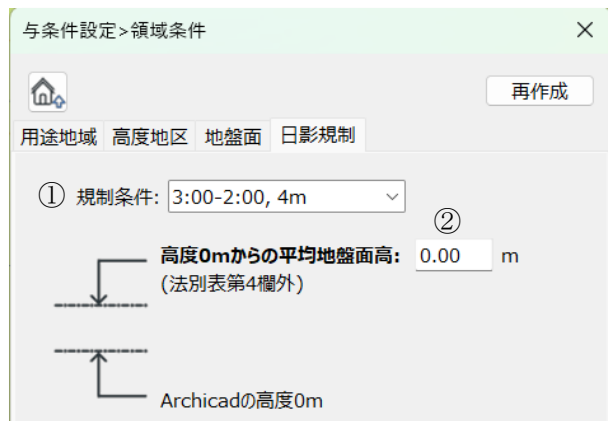 与条件設定>領域条件
再作成
用途地域 高度地区 地盤面 日影規制
① 規制条件: 3:00-2:00, 4m
②
高度0mからの平均地盤面高: 0.00 m
(法別表第4欄外)
Archicadの高度0m